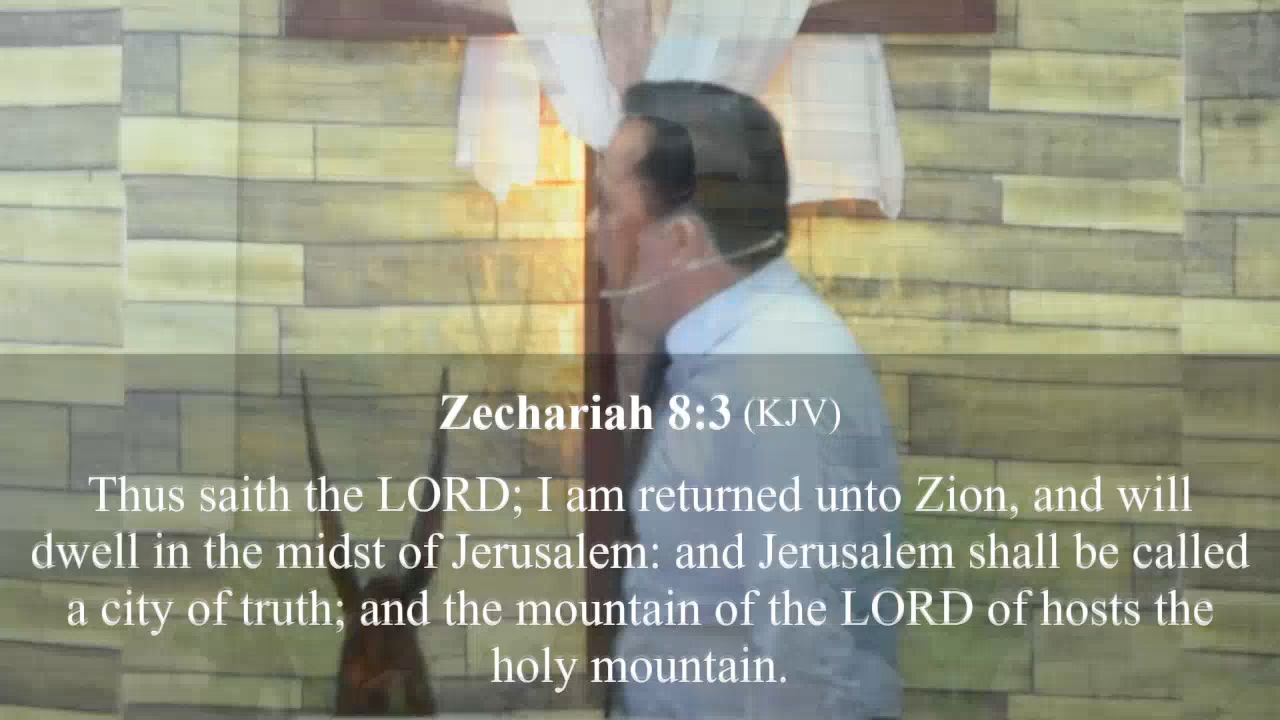 Zechariah 8:3 (KJV)
Thus saith the LORD; I am returned unto Zion, and will
dwell in the midst of Jerusalem: and Jerusalem shall be called
a city of truth; and the mountain of the LORD of hosts the
holy mountain.